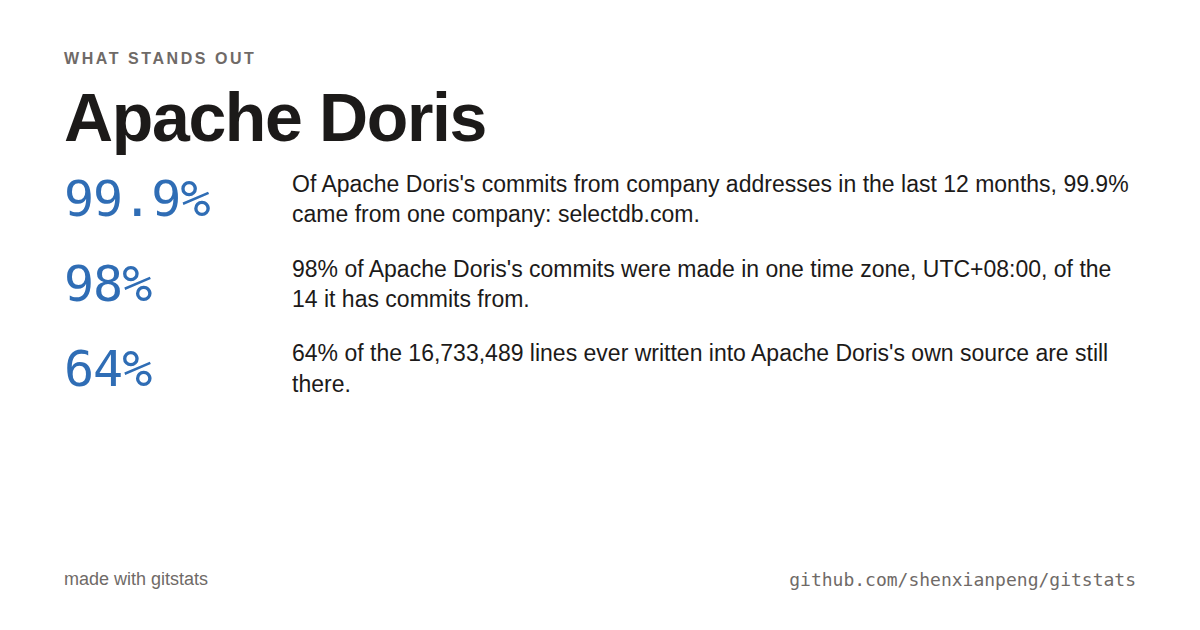 WHAT STANDS OUT
Apache Doris
99.9%
Of Apache Doris's commits from company addresses in the last 12 months, 99.9%
came from one company: selectdb.com.
98%
98% of Apache Doris's commits were made in one time zone, UTC+08:00, of the
14 it has commits from.
64%
64% of the 16,733,489 lines ever written into Apache Doris's own source are still
there.
made with gitstats
github.com/shenxianpeng/gitstats